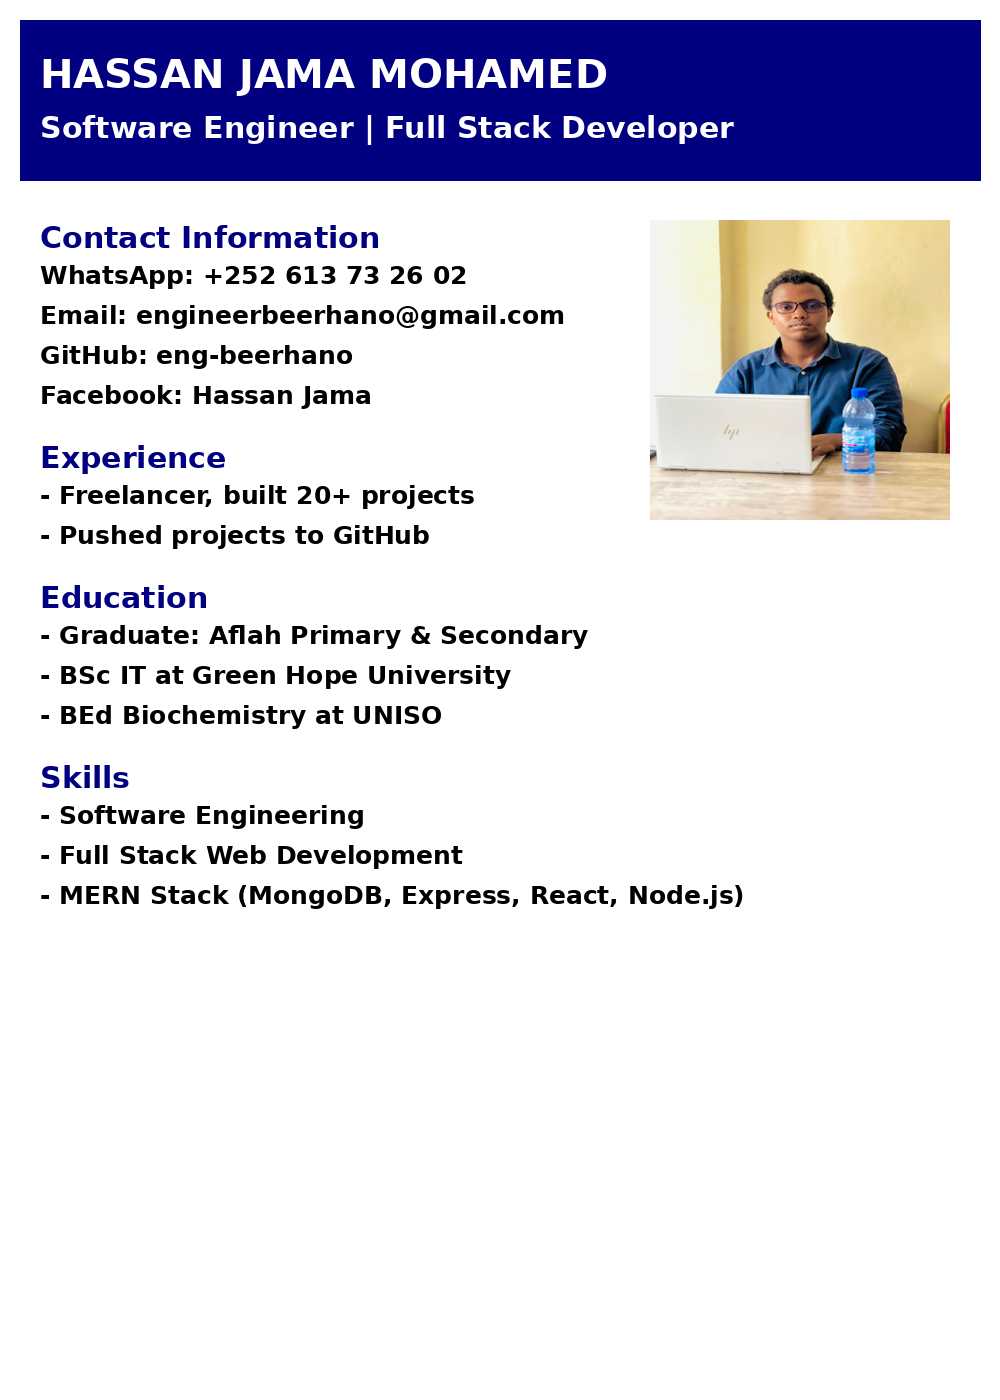 HASSAN JAMA MOHAMED
Software Engineer | Full Stack Developer
Contact Information
WhatsApp: +252 613 73 26 02
Email: engineerbeerhano@gmail.com
GitHub: eng-beerhano
Facebook: Hassan Jama
hp
Experience
- Freelancer, built 20+ projects
- Pushed projects to GitHub
Education
- Graduate: Aflah Primary & Secondary
- BSc IT at Green Hope University
- BEd Biochemistry at UNISO
Skills
- Software Engineering
- Full Stack Web Development
- MERN Stack (MongoDB, Express, React, Node.js)